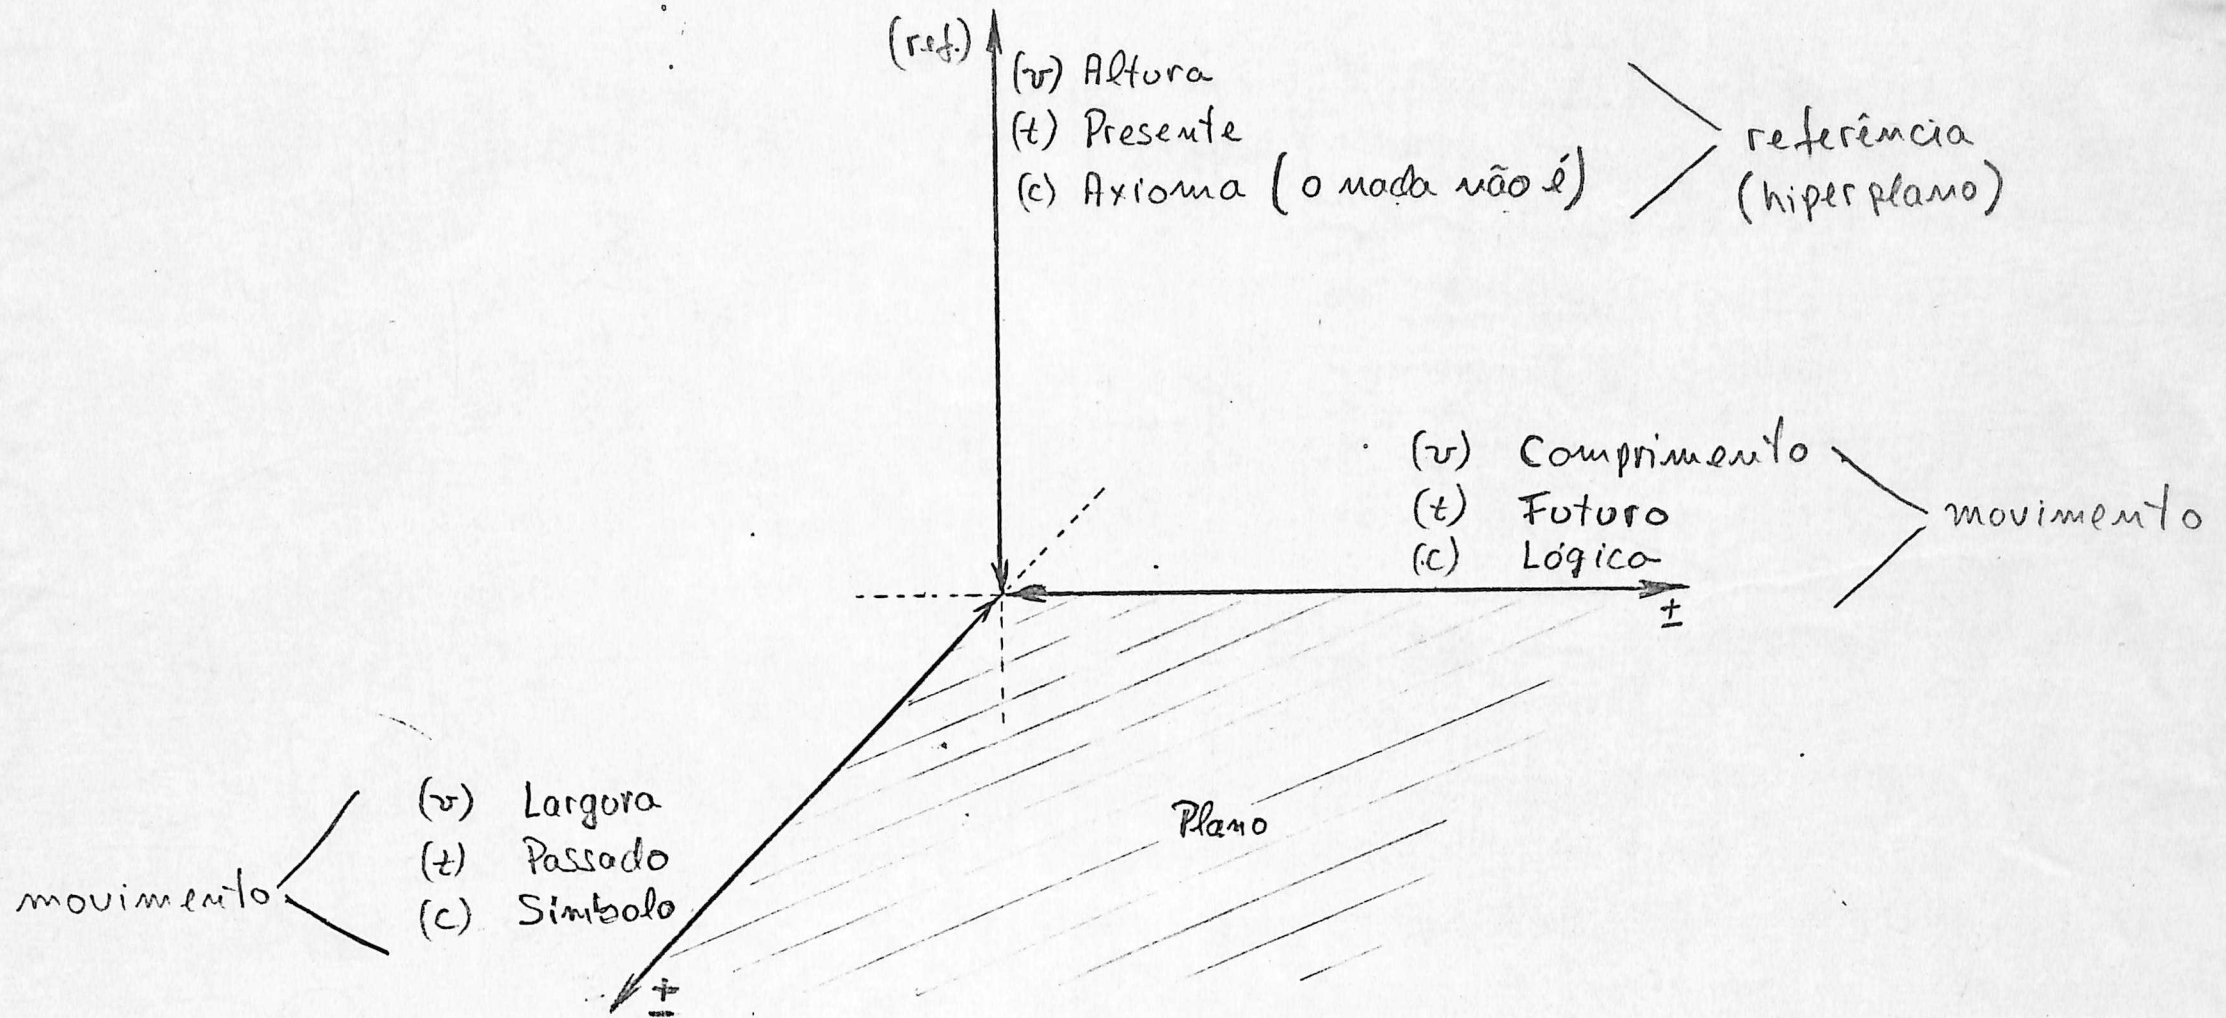 (ref.)
(v) Altura
(t) Presente
(c) Axioma (o nada não é)
referência
(hiperplano)
(v) Comprimento
(t) Futuro
(c) Lógica
movimento
±
Plano
(v) Largura
(t) Passado
(c) Símbolo
movimento
±